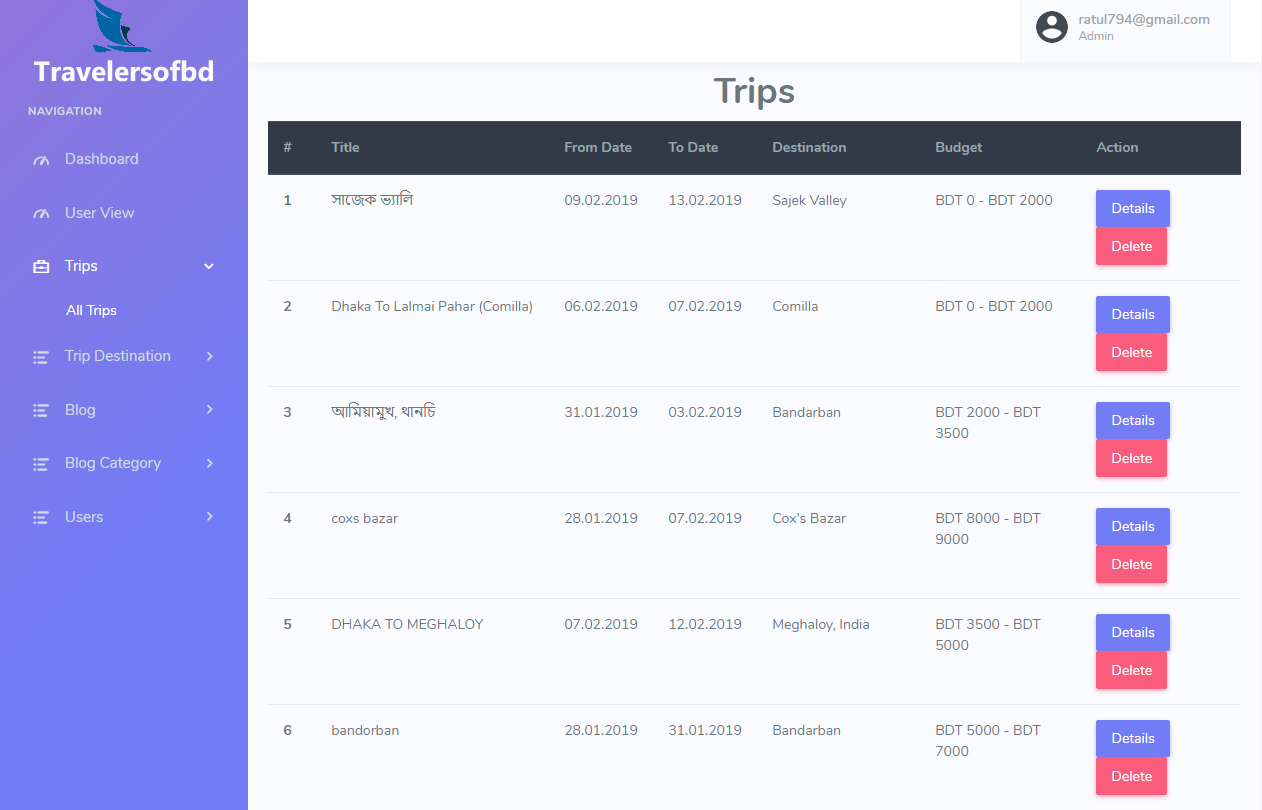 Travelersofbd
NAVIGATION
Dashboard
User View
Trips
All Trips
Trip Destination
Blog
Blog Category
Users
ratul794@gmail.com
Admin
Trips
# Title From Date To Date Destination Budget Action
1 সাজেক ভ্যালি 09.02.2019 13.02.2019 Sajek Valley BDT 0 - BDT 2000 Details
Delete
2 Dhaka To Lalmai Pahar (Comilla) 06.02.2019 07.02.2019 Comilla BDT 0 - BDT 2000 Details
Delete
3 আমিয়ামুখ, থানচি 31.01.2019 03.02.2019 Bandarban BDT 2000 - BDT Details
3500
Delete
4 coxs bazar 28.01.2019 07.02.2019 Cox's Bazar BDT 8000 - BDT Details
9000
Delete
5 DHAKA TO MEGHALOY 07.02.2019 12.02.2019 Meghaloy, India BDT 3500 - BDT Details
5000
Delete
6 bandorban 28.01.2019 31.01.2019 Bandarban BDT 5000 - BDT Details
7000
Delete